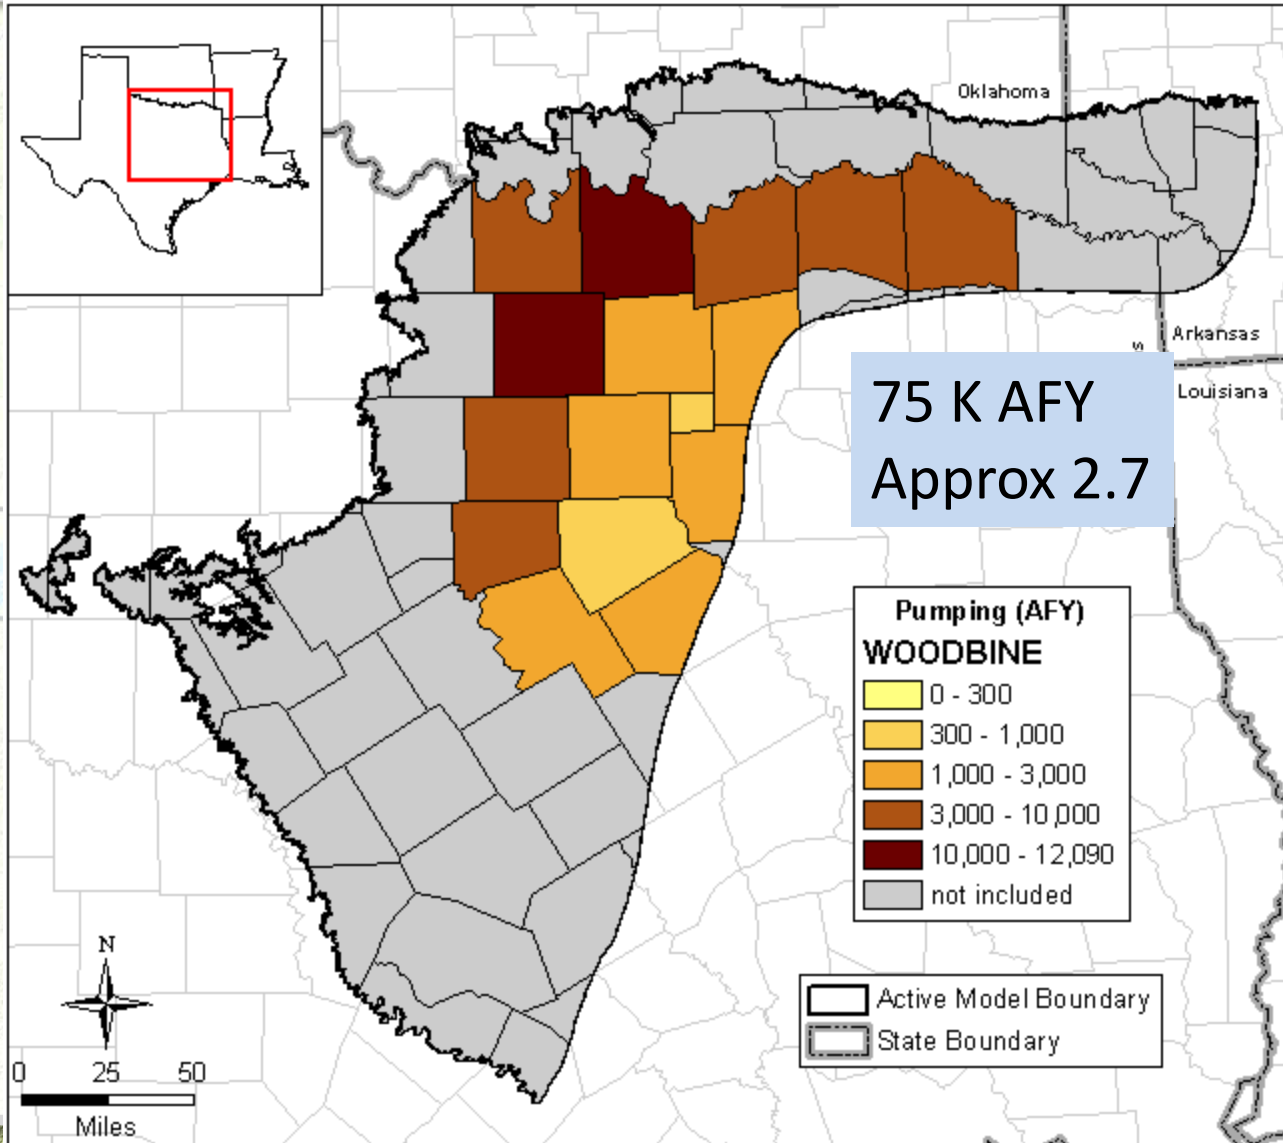 Oklahoma
Arkansas
S
Louisiana
75 K AFY
Approx 2.7
Pumping (AFY)
WOODBINE
0 - 300
300 - 1,000
1,000 - 3,000
3,000 - 10,000
10,000 - 12,090
not included
N
Active Model Boundary
State Boundary
0 25 50
Miles